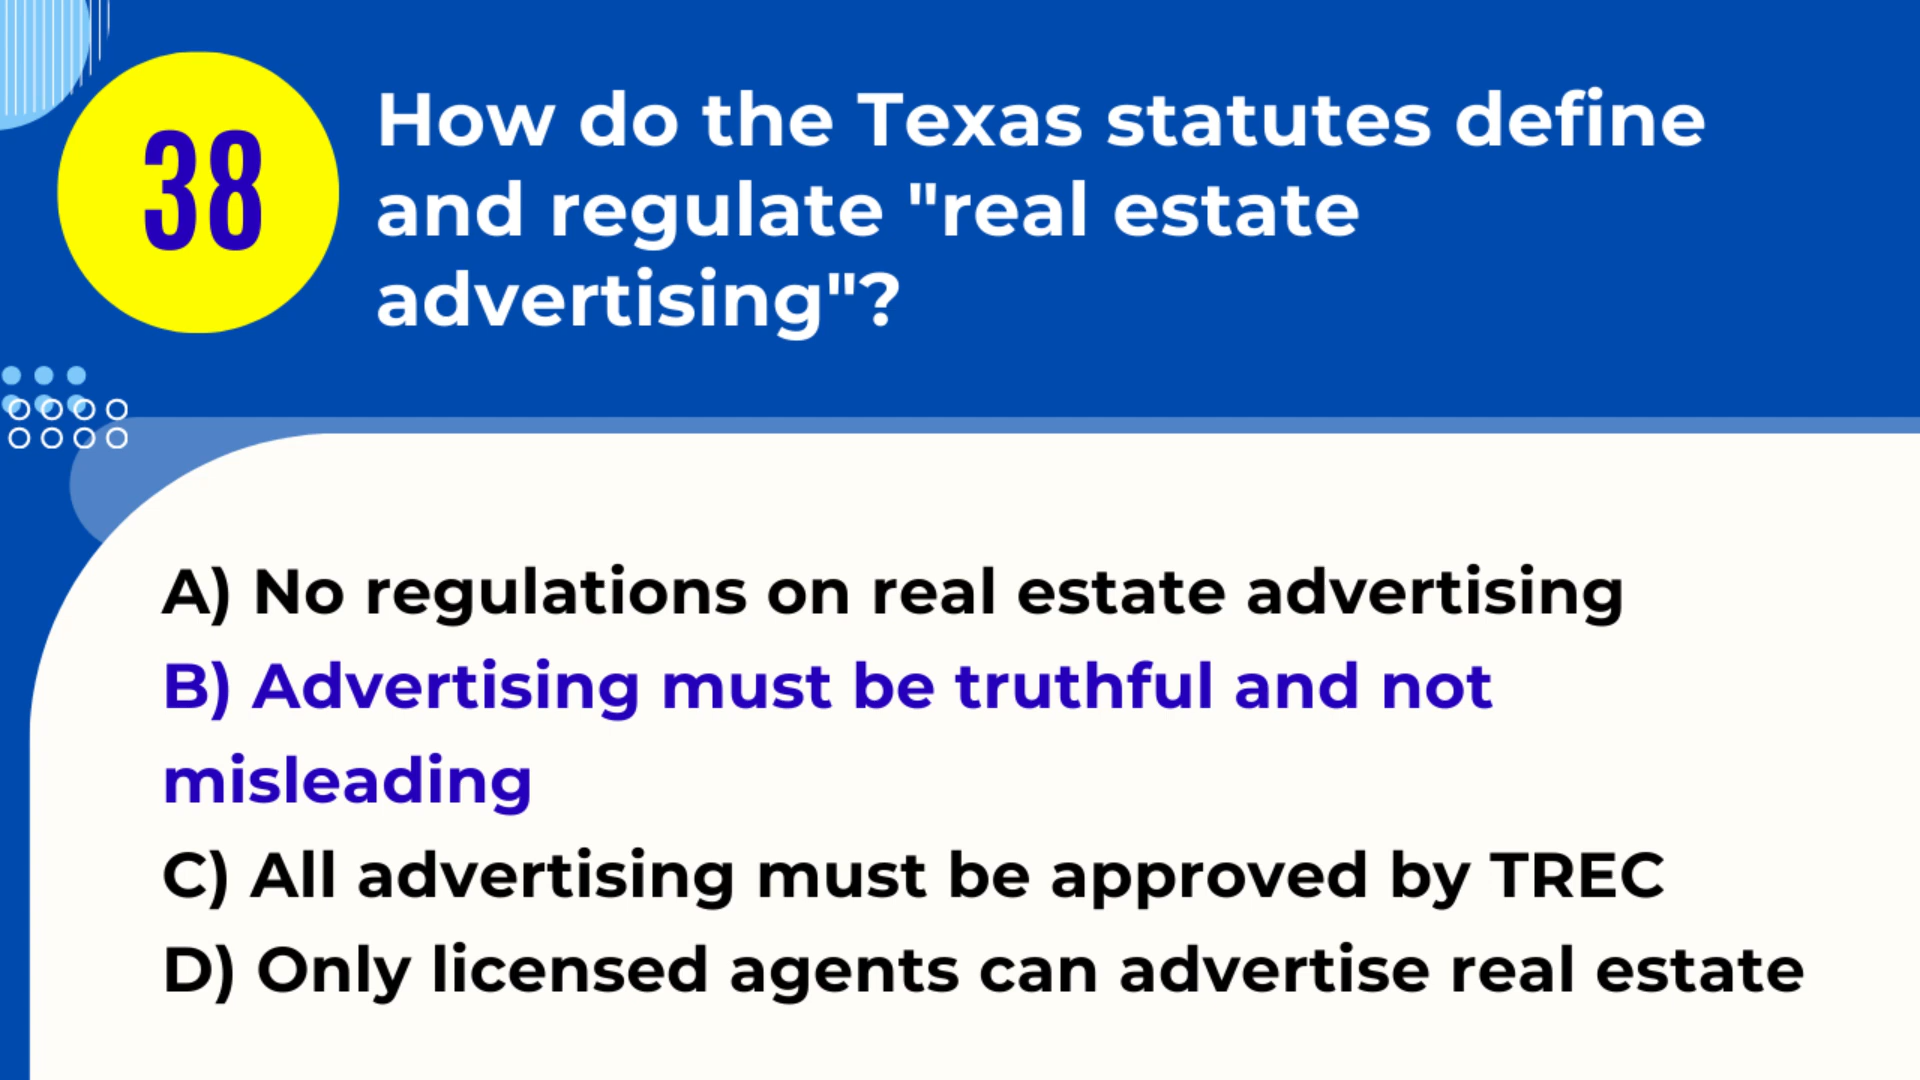 38
How do the Texas statutes define
and regulate "real estate
advertising"?
A) No regulations on real estate advertising
B) Advertising must be truthful and not
misleading
C) All advertising must be approved by TREC
D) Only licensed agents can advertise real estate